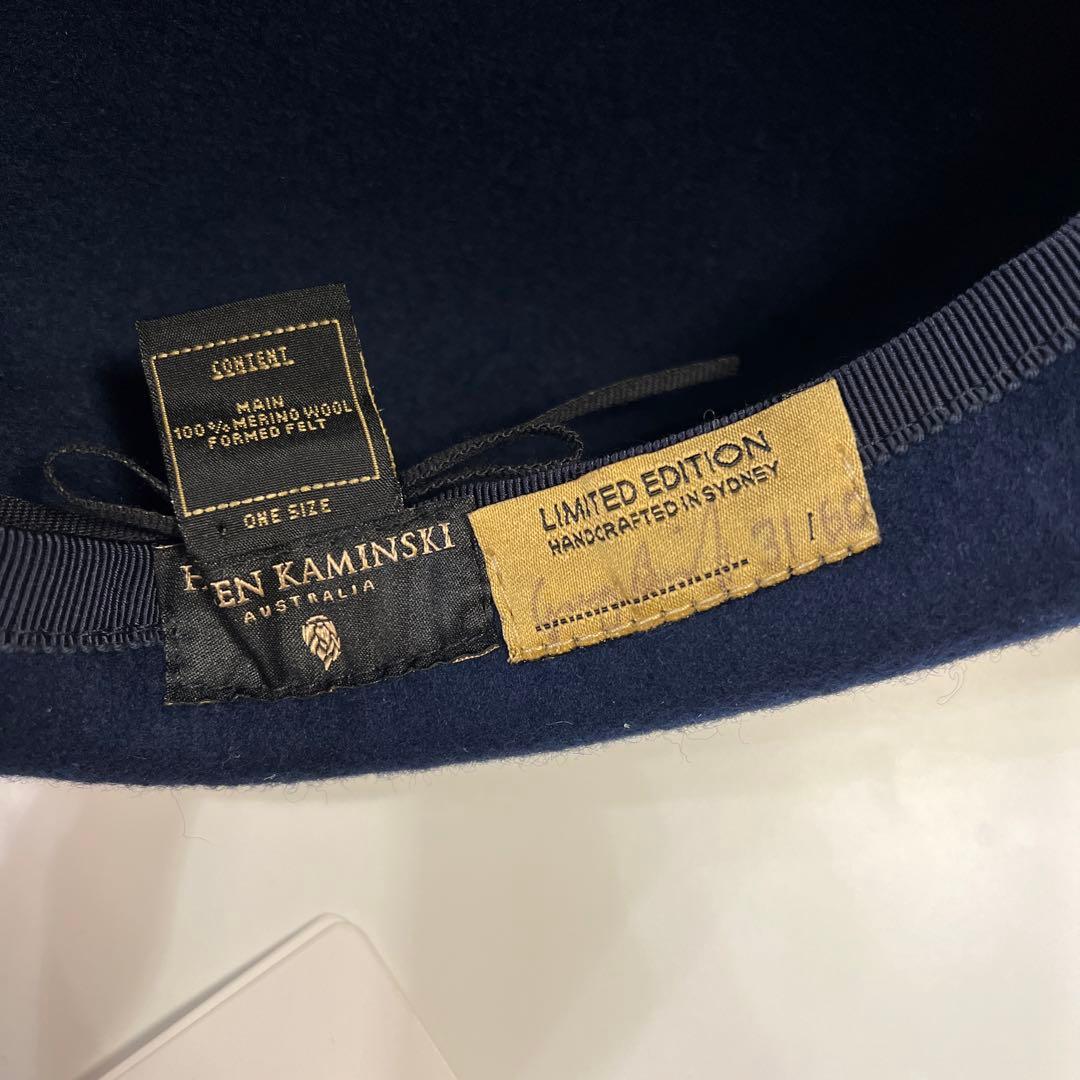 CONTENT
MAIN
100% MERINO WOOL
FORMED FELT
ONE SIZE
EN KAMINSKI
AUSTRALIA
LIMITED EDITION
HANDCRAFTED IN SYDNEY